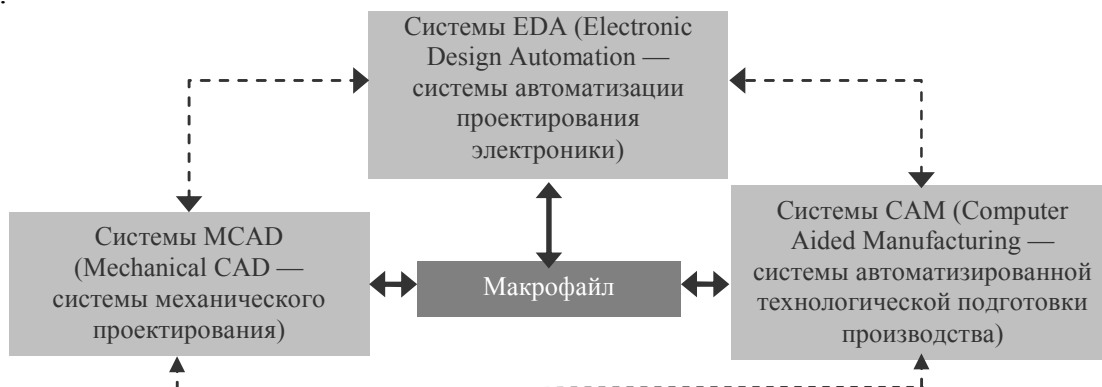 Системы EDA (Electronic
Design Automation —
системы автоматизации
проектирования
электроники)
Системы MCAD
(Mechanical CAD —
системы механического
проектирования)
Макрофайл
Системы CAM (Computer
Aided Manufacturing —
системы автоматизированной
технологической подготовки
производства)